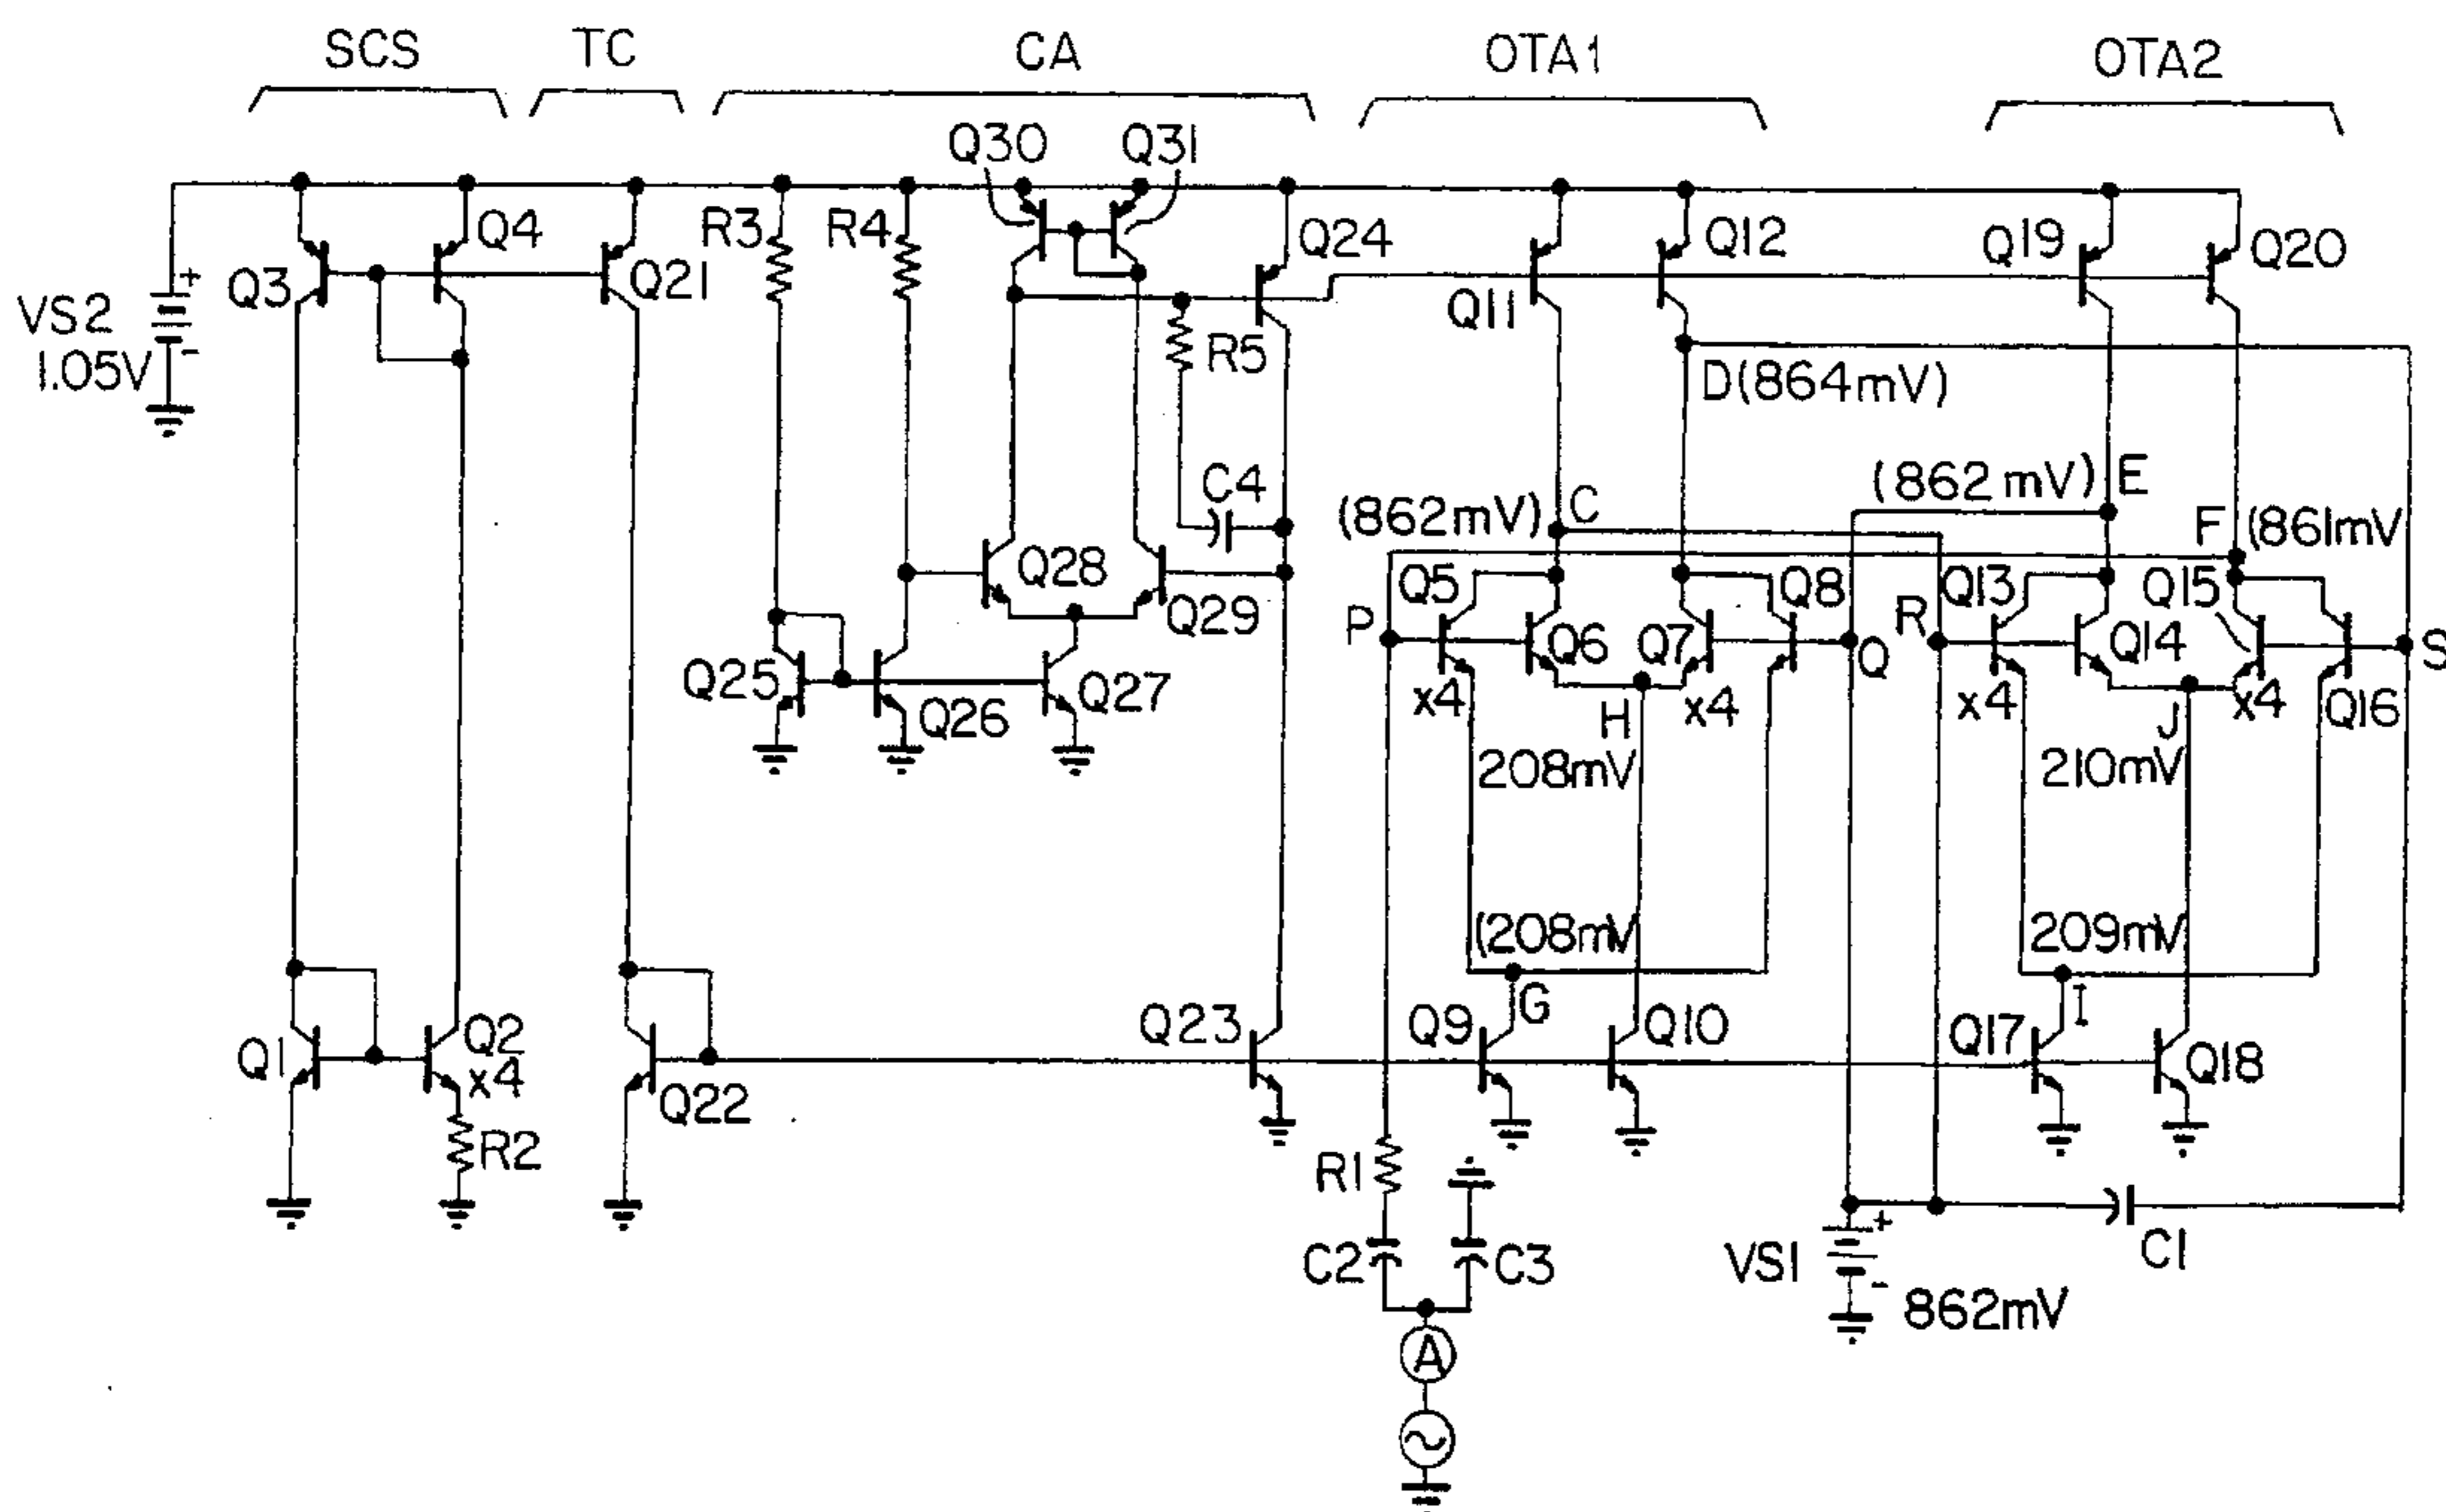 SCS TC CA OTA1 OTA2
Q30 Q31
Q4 R3 R4 Q24 Q12 Q19 Q20
Q3 Q21 Q11
VS2 + -
1.05V
R5
D(864mV)
C4 (862mV) C (862mV) E
F (861mV
Q28 Q29 Q5 Q8 Q13 Q15
P Q6 Q7 Q R Q14 S
Q25 Q26 Q27 x4 H x4 x4 J x4 Q16
208mV 210mV
(208mV 209mV
G I
Q1 Q2 Q23 Q9 Q10 Q17 Q18
x4 Q22
R2 R1
C2 C3 VS1 + - C1
862mV
A